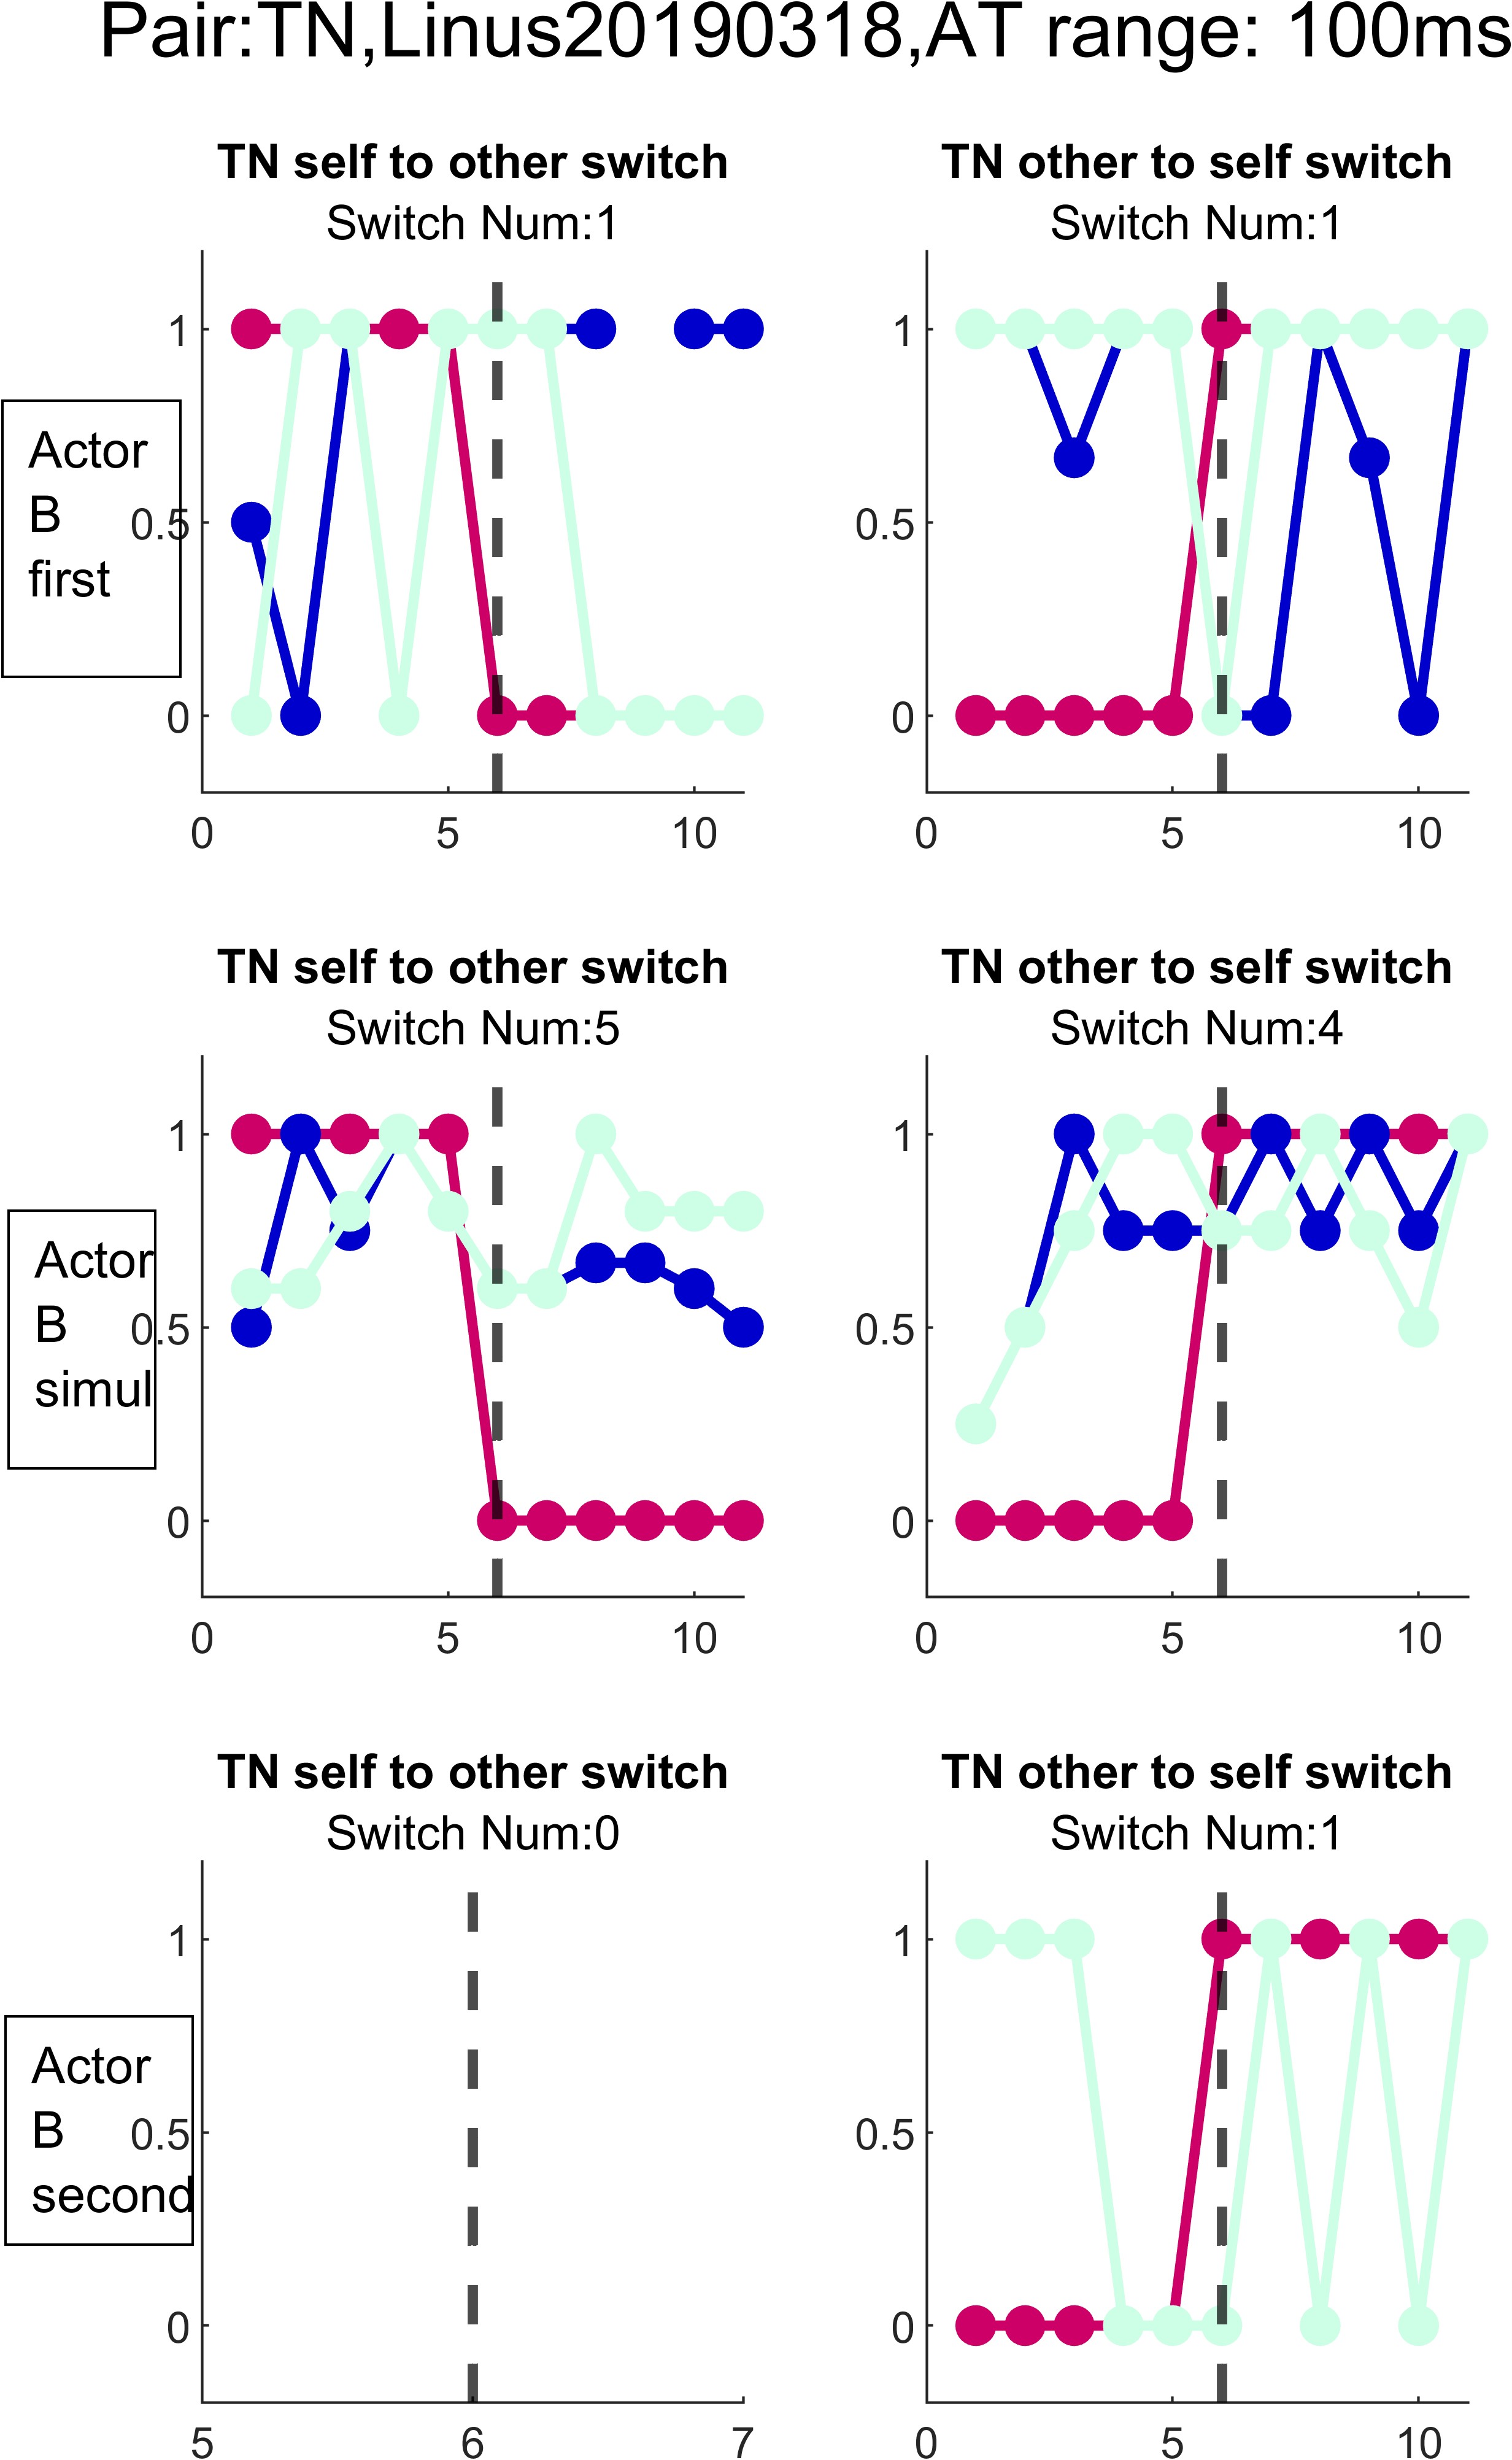 Pair:TN,Linus20190318,AT range: 100ms
TN self to other switch
Switch Num:1
TN other to self switch
Switch Num:1
Actor
B
first
1
0.5
0
0
5
10
1
0.5
0
0
5
10
TN self to other switch
Switch Num:5
TN other to self switch
Switch Num:4
Actor
B
simul
1
0.5
0
0
5
10
1
0.5
0
0
5
10
TN self to other switch
Switch Num:0
TN other to self switch
Switch Num:1
Actor
B
second
1
0.5
0
5
6
7
1
0.5
0
0
5
10